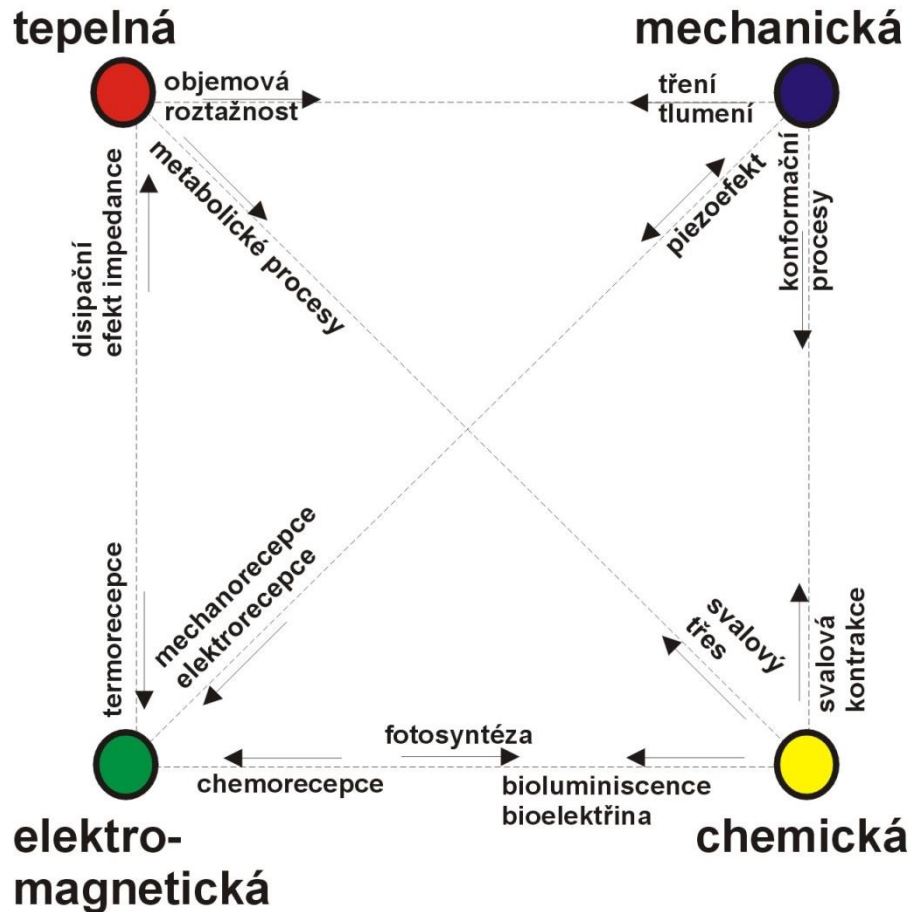 tepelná
mechanická
objemová
roztažnost
tření
tlumení
metabolické procesy
piezoefekt
disipační
efekt impedance
konformační
procesy
termorecepce
mechanorecepce
elektrorecepce
svalový
třes
svalová
kontrakce
fotosyntéza
chemorecepce
bioluminiscence
bioelektřina
elektro-
magnetická
chemická